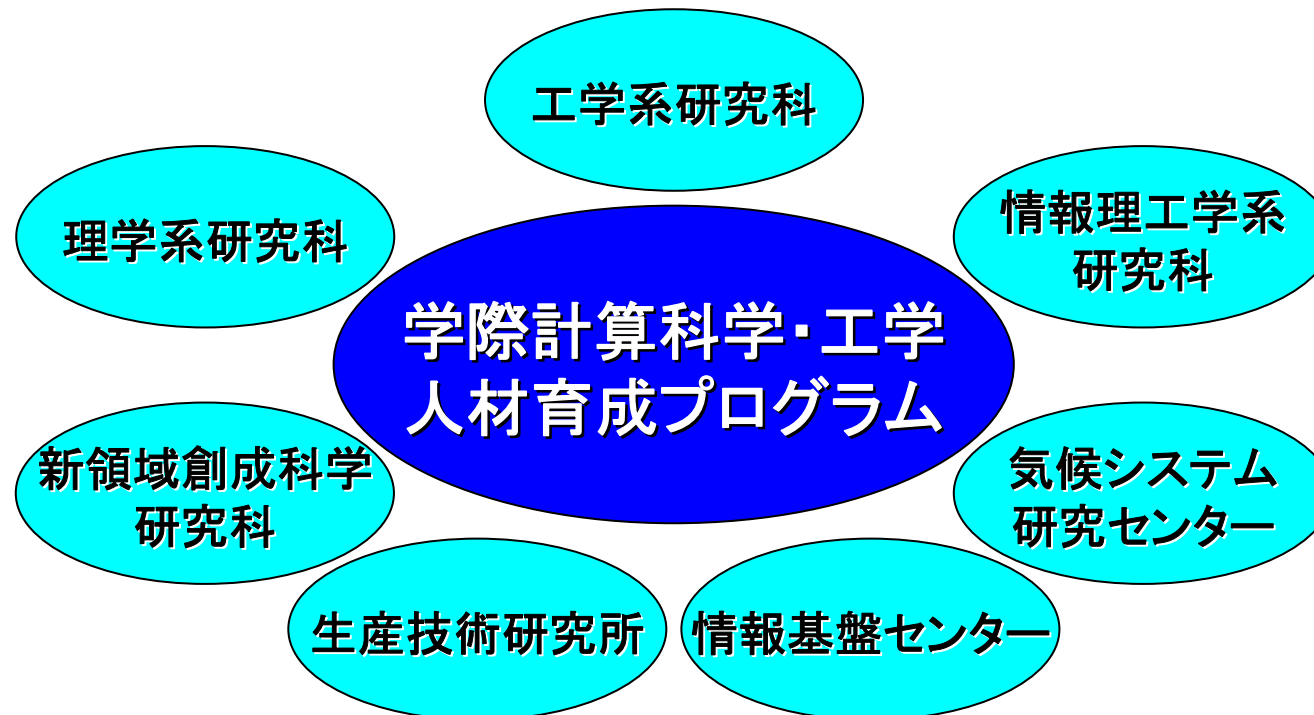 工学系研究科
理学系研究科
情報理工学系
研究科
学際計算科学・工学
人材育成プログラム
新領域創成科学
研究科
気候システム
研究センター
生産技術研究所
情報基盤センター